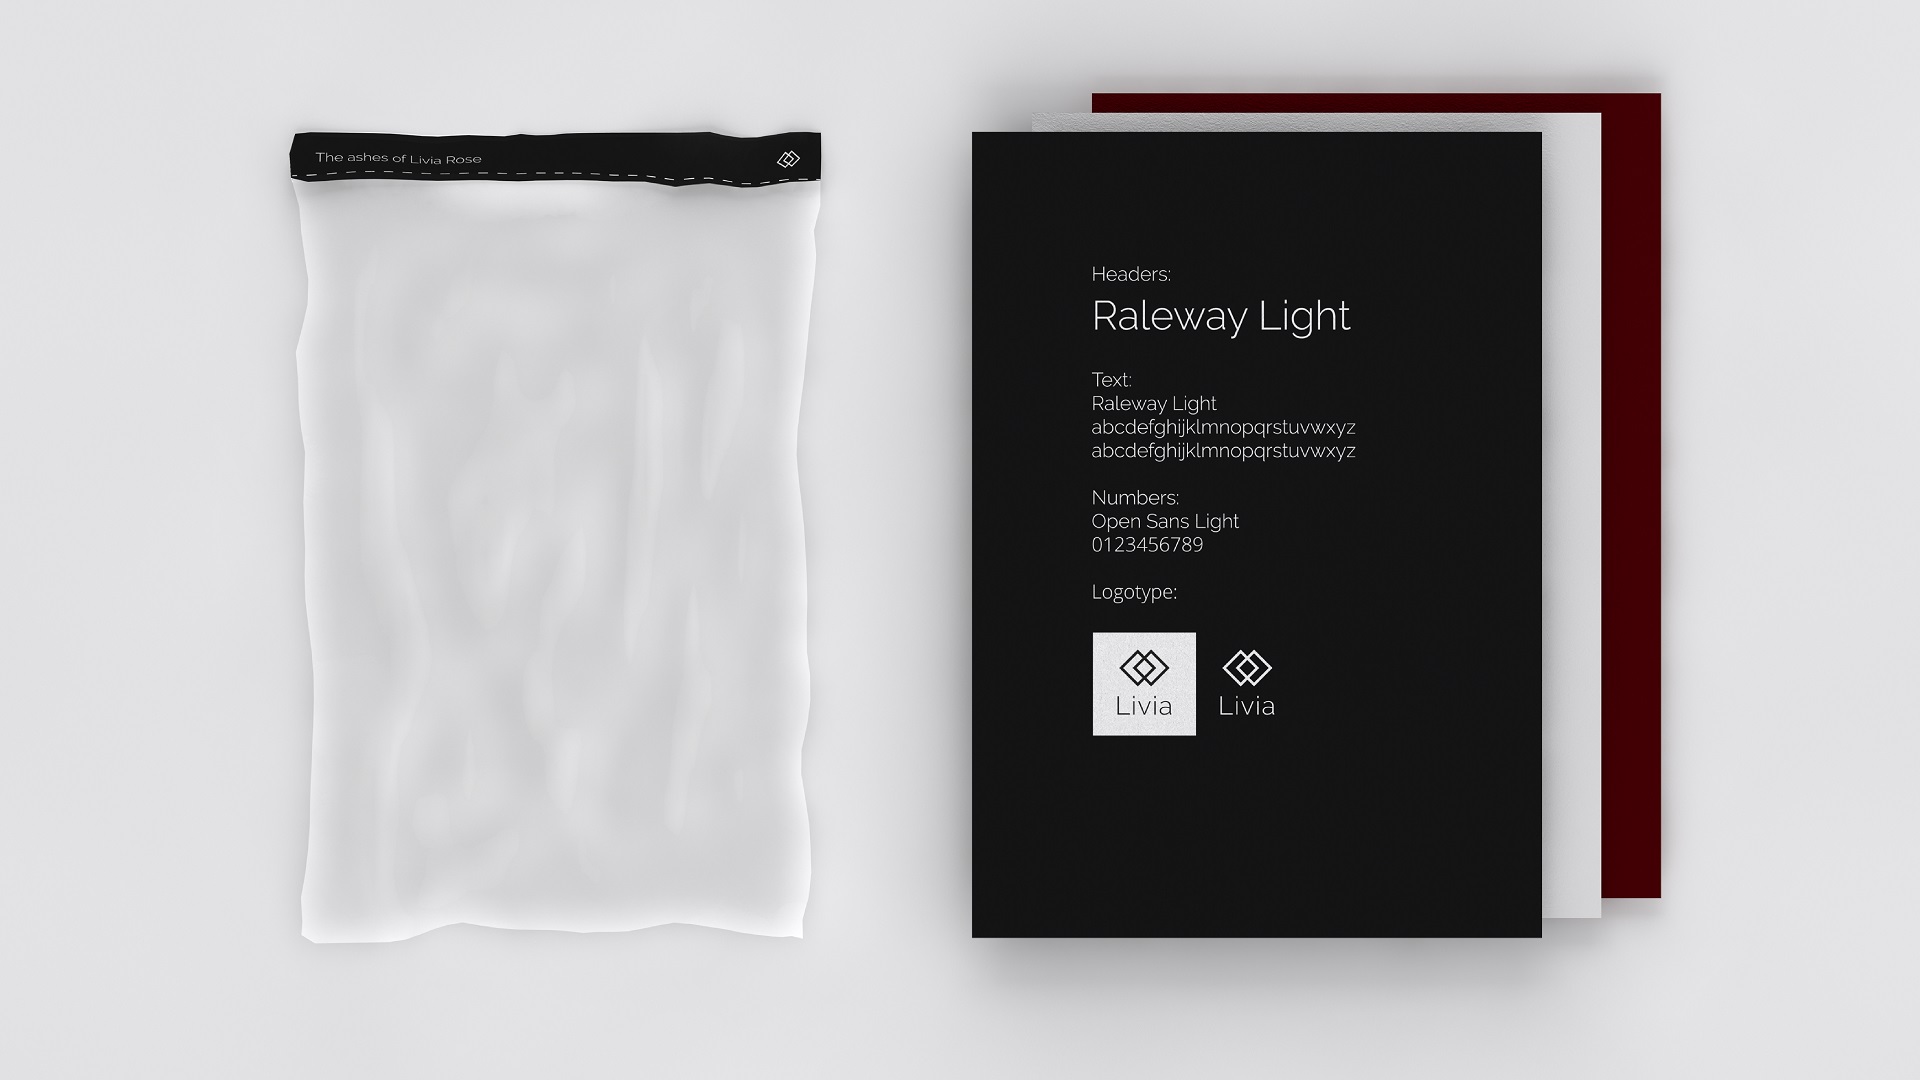 The ashes of Livia Rose
Headers:
Raleway Light
Text:
Raleway Light
abcdefghijklmnopqrstuvwxyz
abcdefghijklmnopqrstuvwxyz
Numbers:
Open Sans Light
0123456789
Logotype:
Livia
Livia